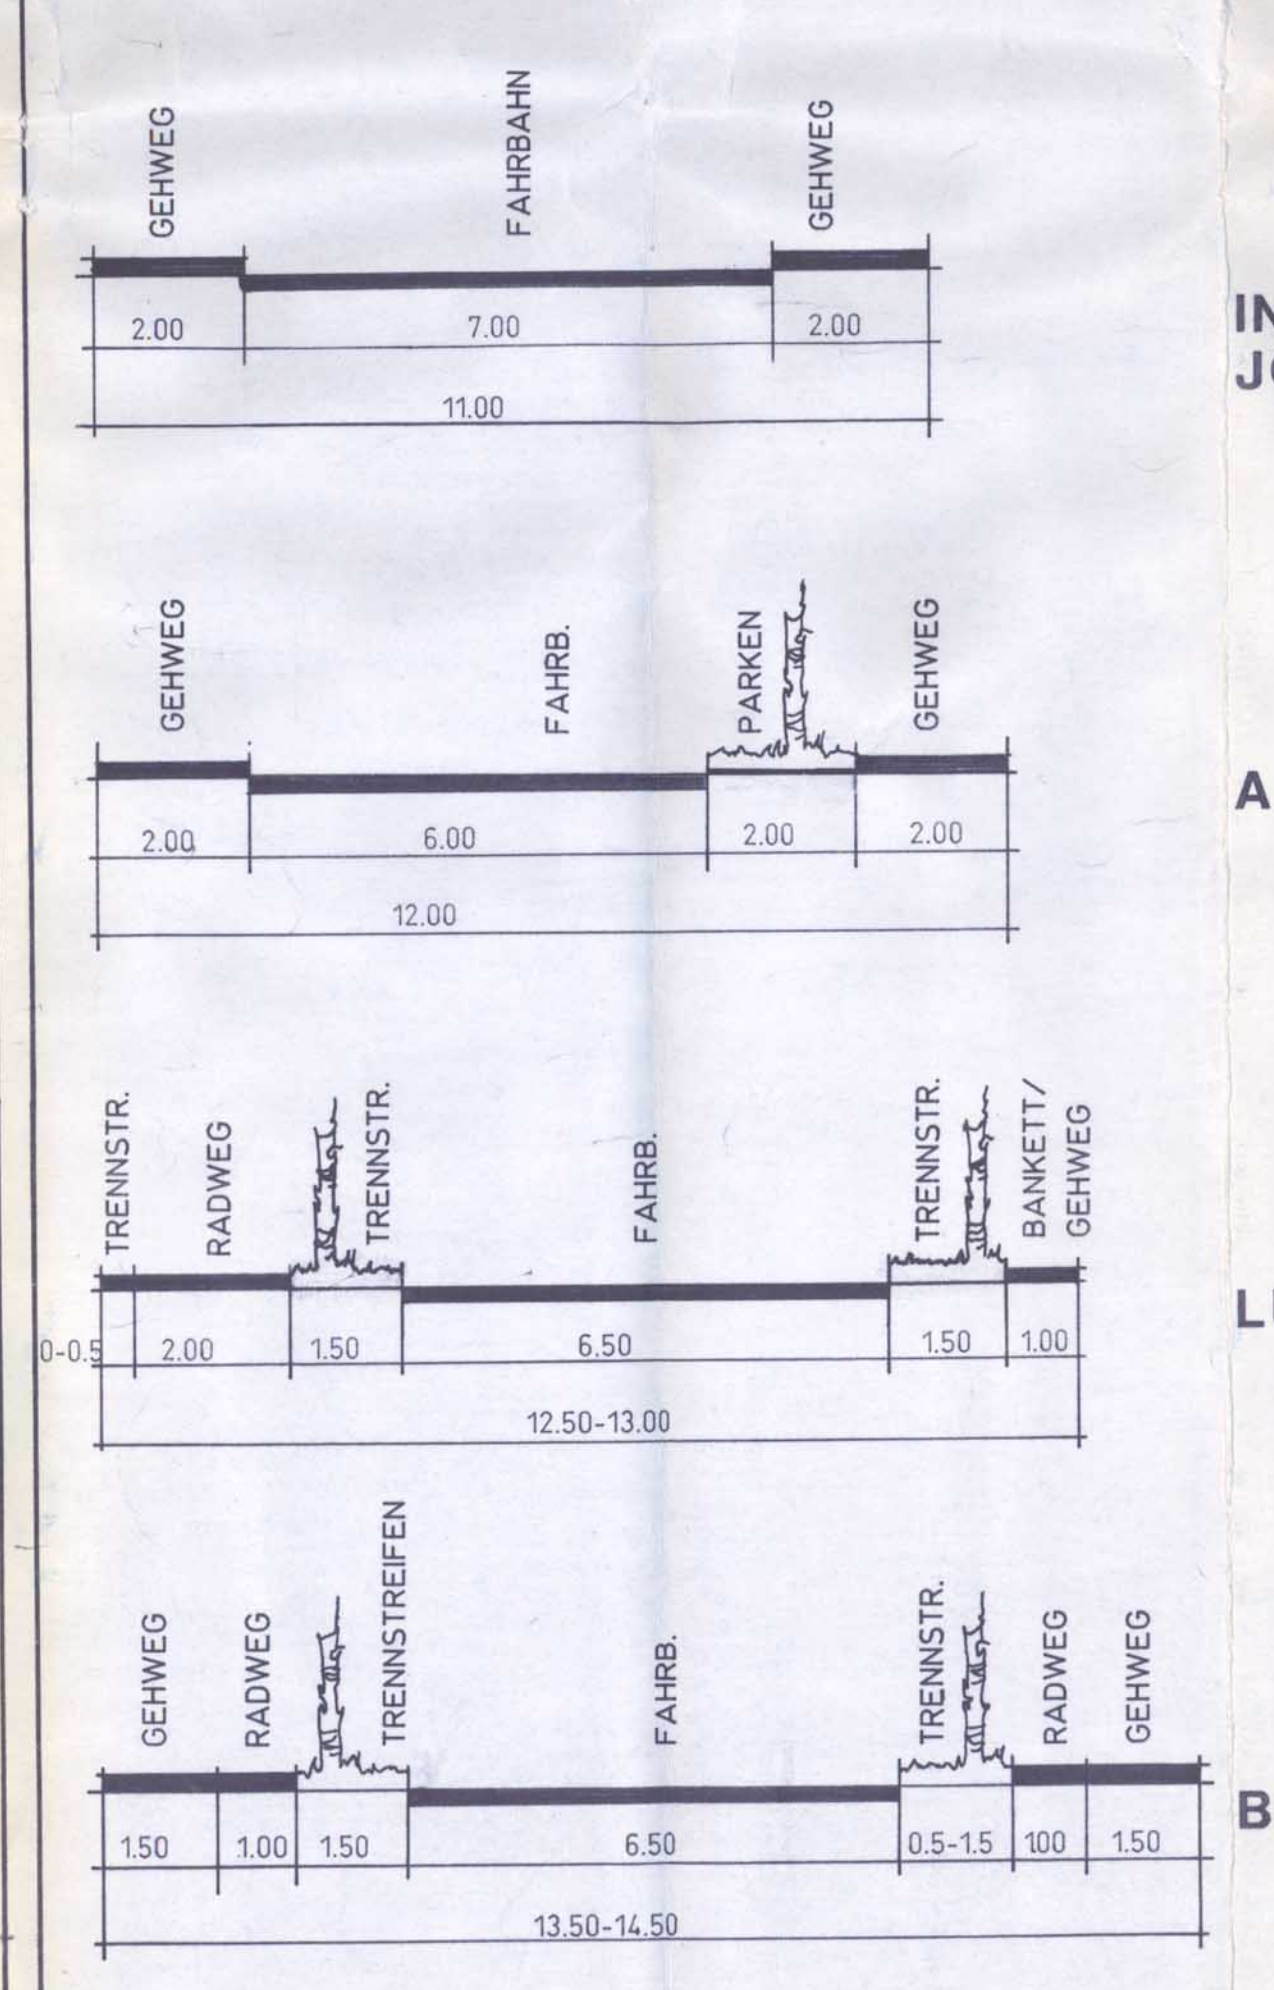 GEHWEG
FAHRBAHN
GEHWEG
2.00
7.00
2.00
11.00
IN
GEHWEG
FAHRB.
PARKEN
GEHWEG
2.00
6.00
2.00
2.00
12.00
A
TRENNSTR.
RADWEG
TRENNSTR.
FAHRB.
TRENNSTR.
BANKETT/
GEHWEG
0-0.5
2.00
1.50
6.50
1.50
1.00
12.50-13.00
GEHWEG
RADWEG
TRENNSTREIFEN
FAHRB.
TRENNSTR.
RADWEG
GEHWEG
1.50
1.00
1.50
6.50
0.5-1.5
100
1.50
13.50-14.50
B